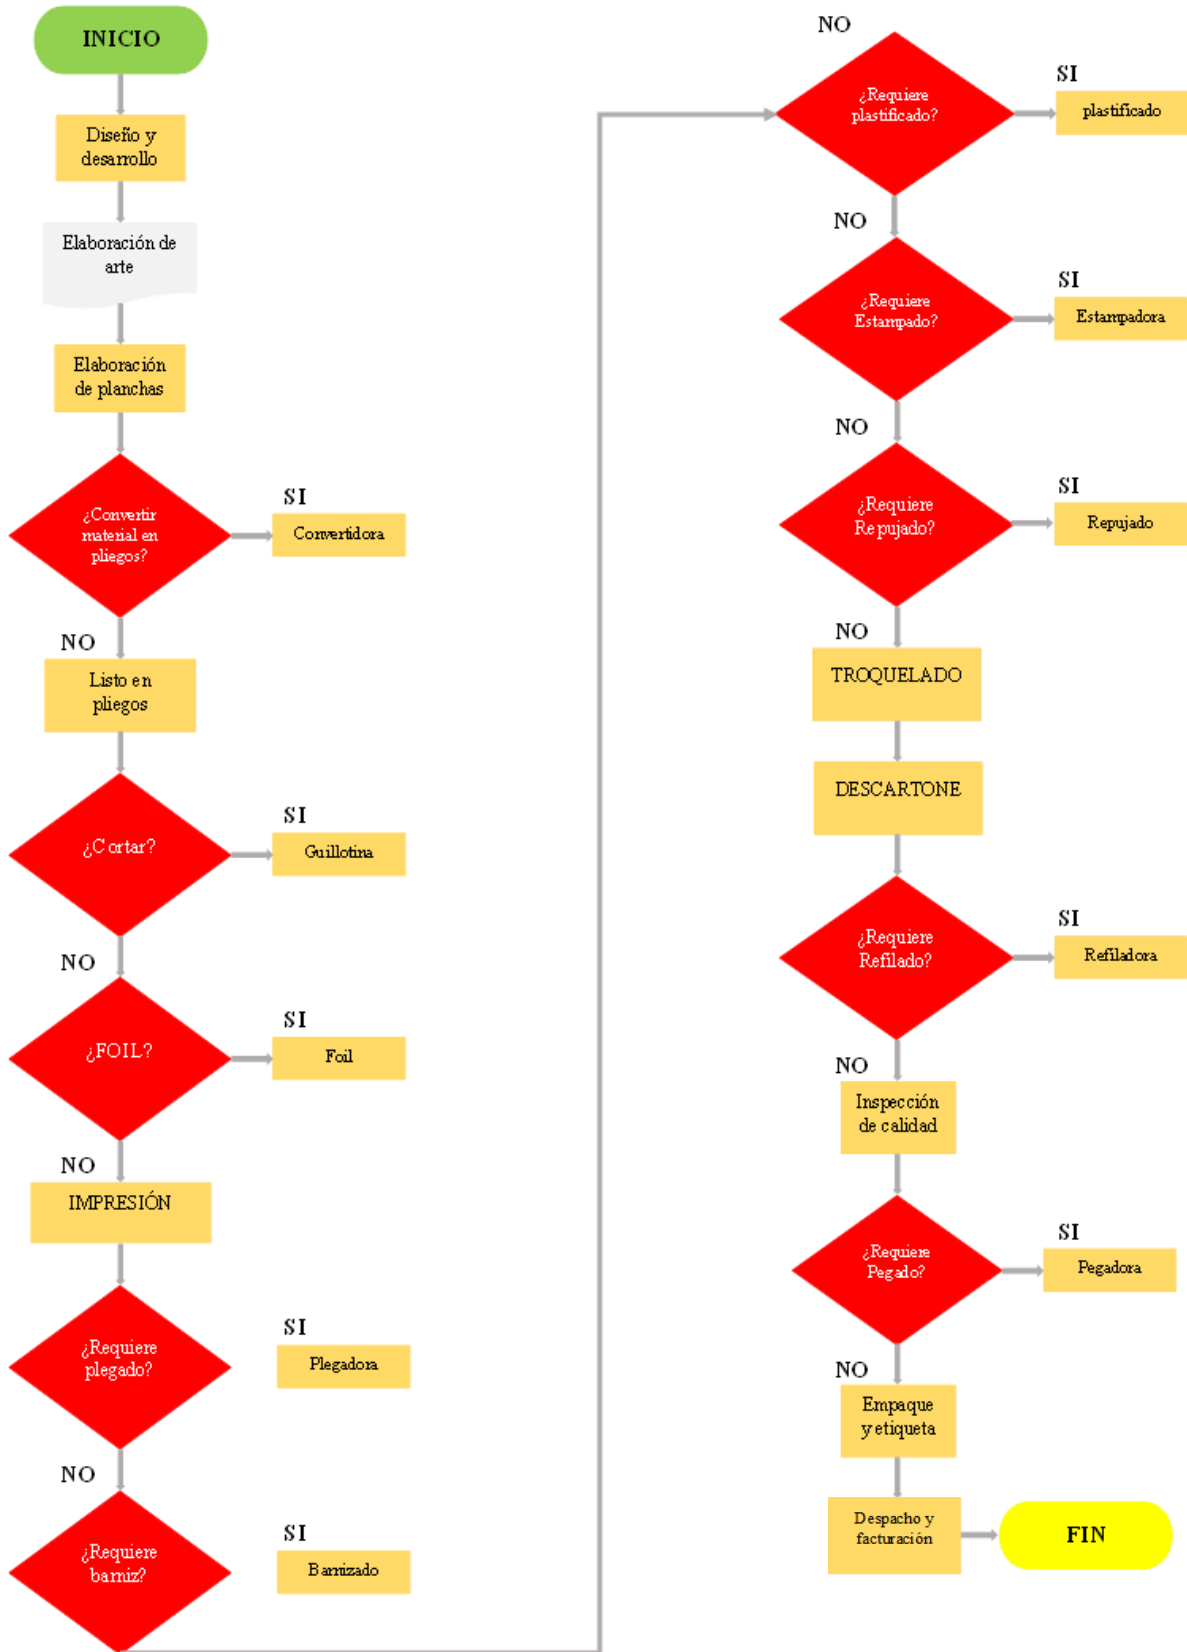 INICIO
Diseño y
desarrollo
Elaboración de
arte
Elaboración
de planchas
¿Convertir
material en
pliegos?
SI
Convertidora
NO
Listo en
pliegos
¿Cortar?
SI
Guillotina
NO
¿FOIL?
SI
Foil
NO
IMPRESIÓN
¿Requiere
plegado?
SI
Plegadora
NO
¿Requiere
barniz?
SI
Barnizado
NO
¿Requiere
plastificado?
SI
plastificado
NO
¿Requiere
Estampado?
SI
Estampadora
NO
¿Requiere
Repujado?
SI
Repujado
NO
TROQUELADO
DESCARTONE
¿Requiere
Refilado?
SI
Refiladora
NO
Inspección
de calidad
¿Requiere
Pegado?
SI
Pegadora
NO
Empaque
y etiqueta
Despacho y
facturación
FIN